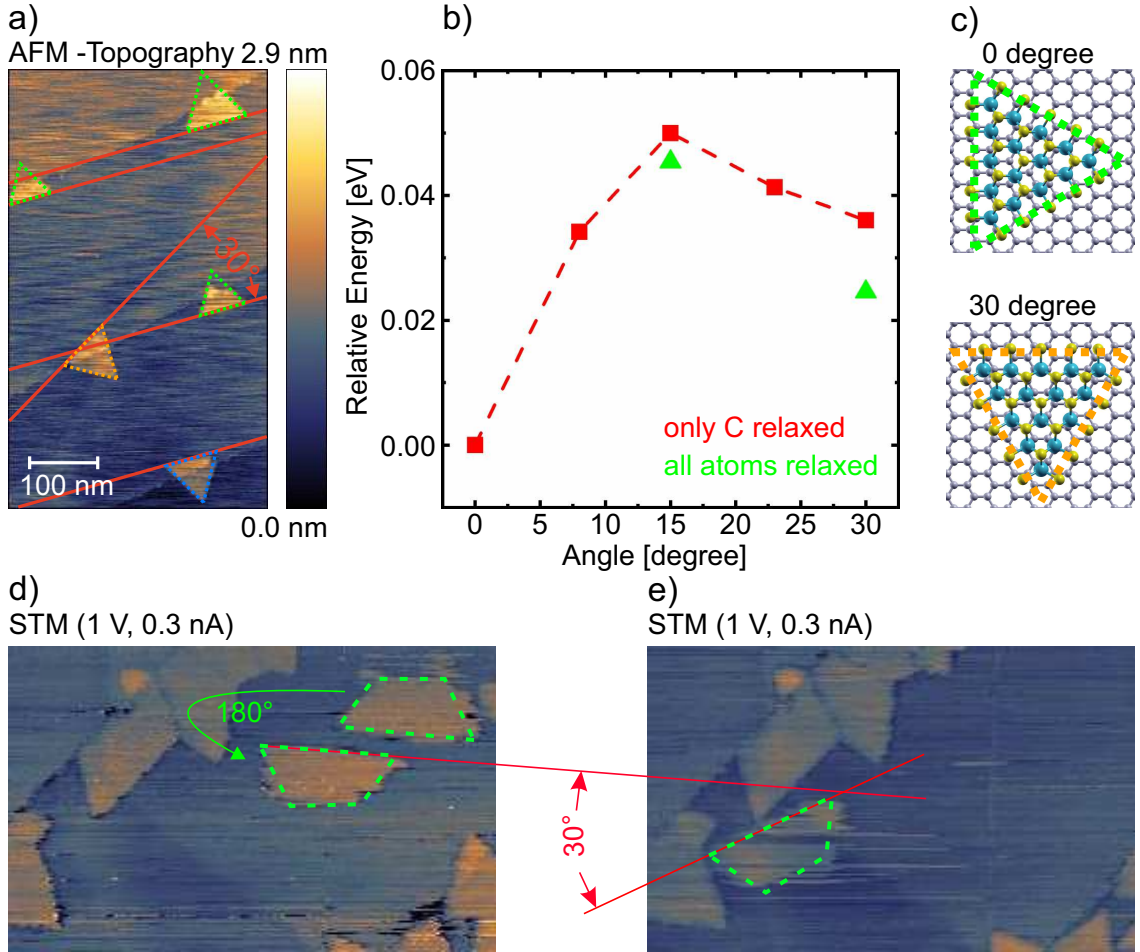 a)
AFM -Topography 2.9 nm
30°
100 nm
0.0 nm
b)
0.06
0.04
0.02
0.00
Relative Energy [eV]
only C relaxed
all atoms relaxed
0 5 10 15 20 25 30
Angle [degree]
c)
0 degree
30 degree
d)
STM (1 V, 0.3 nA)
180°
30°
e)
STM (1 V, 0.3 nA)